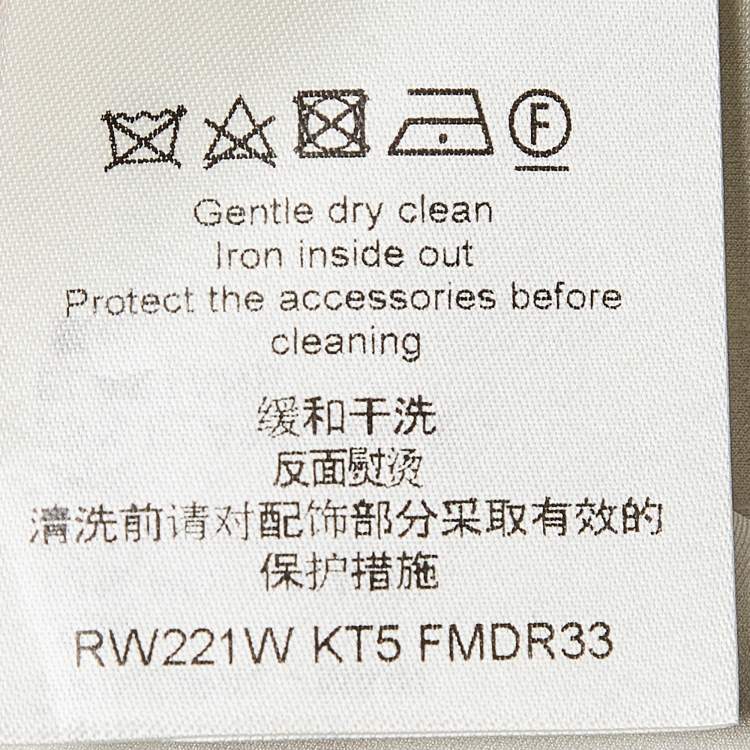 F
Gentle dry clean
Iron inside out
Protect the accessories before
cleaning
缓和干洗
反面熨烫
清洗前请对配饰部分采取有效的
保护措施
RW221W KT5 FMDR33